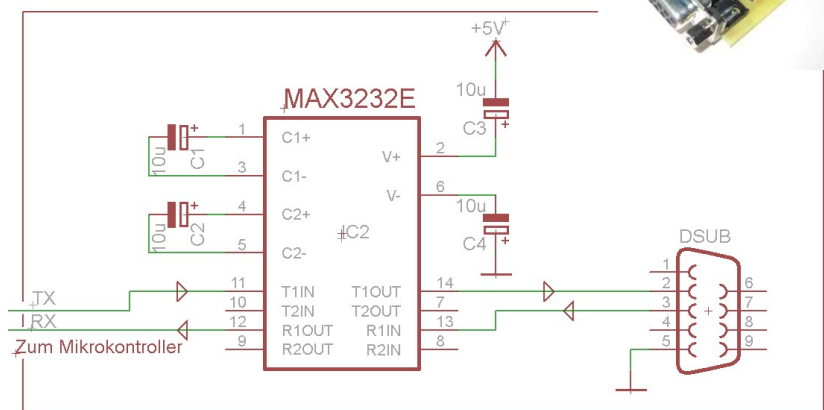 +5V
MAX3232E
10u
C3
1 C1+
10u
C1
3 C1-
V+ 2
V- 6
4 C2+
10u
C2
5 C2-
IC2
10u
C4
DSUB
TX
11 T1IN T1OUT 14
10 T2IN T2OUT 7
RX
12 R1OUT R1IN 13
9 R2OUT R2IN 8
Zum Mikrokontroller
1
2 6
3 7
4 8
5 9